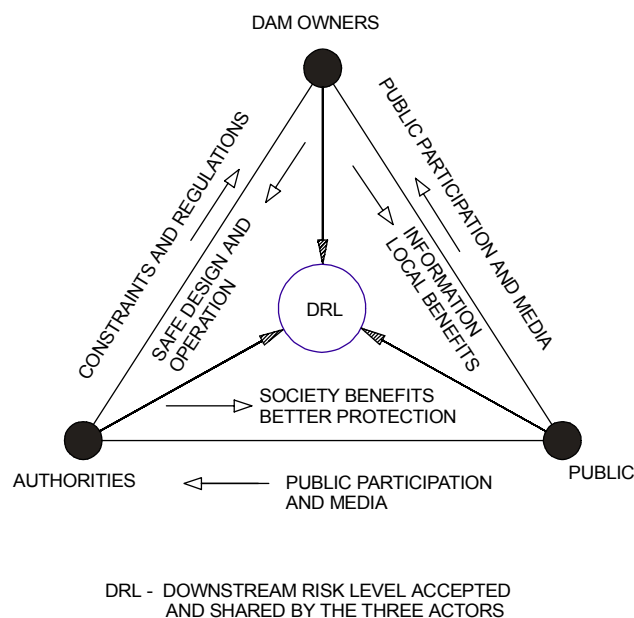 DAM OWNERS
CONSTRAINTS AND REGULATIONS
SAFE DESIGN AND
OPERATION
PUBLIC PARTICIPATION AND MEDIA
INFORMATION
LOCAL BENEFITS
DRL
SOCIETY BENEFITS
BETTER PROTECTION
AUTHORITIES
PUBLIC
PUBLIC PARTICIPATION
AND MEDIA
DRL - DOWNSTREAM RISK LEVEL ACCEPTED
AND SHARED BY THE THREE ACTORS